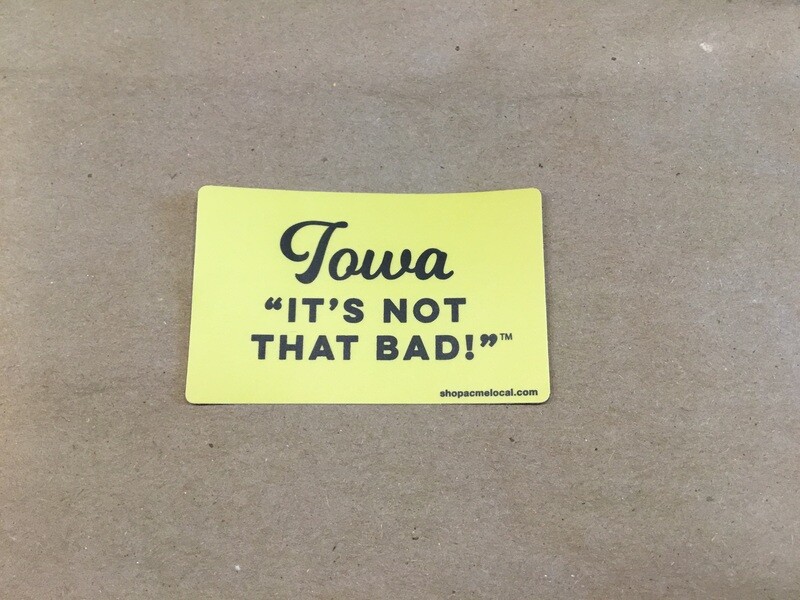 Iowa
“IT’S NOT
THAT BAD!”™
shopacmelocal.com